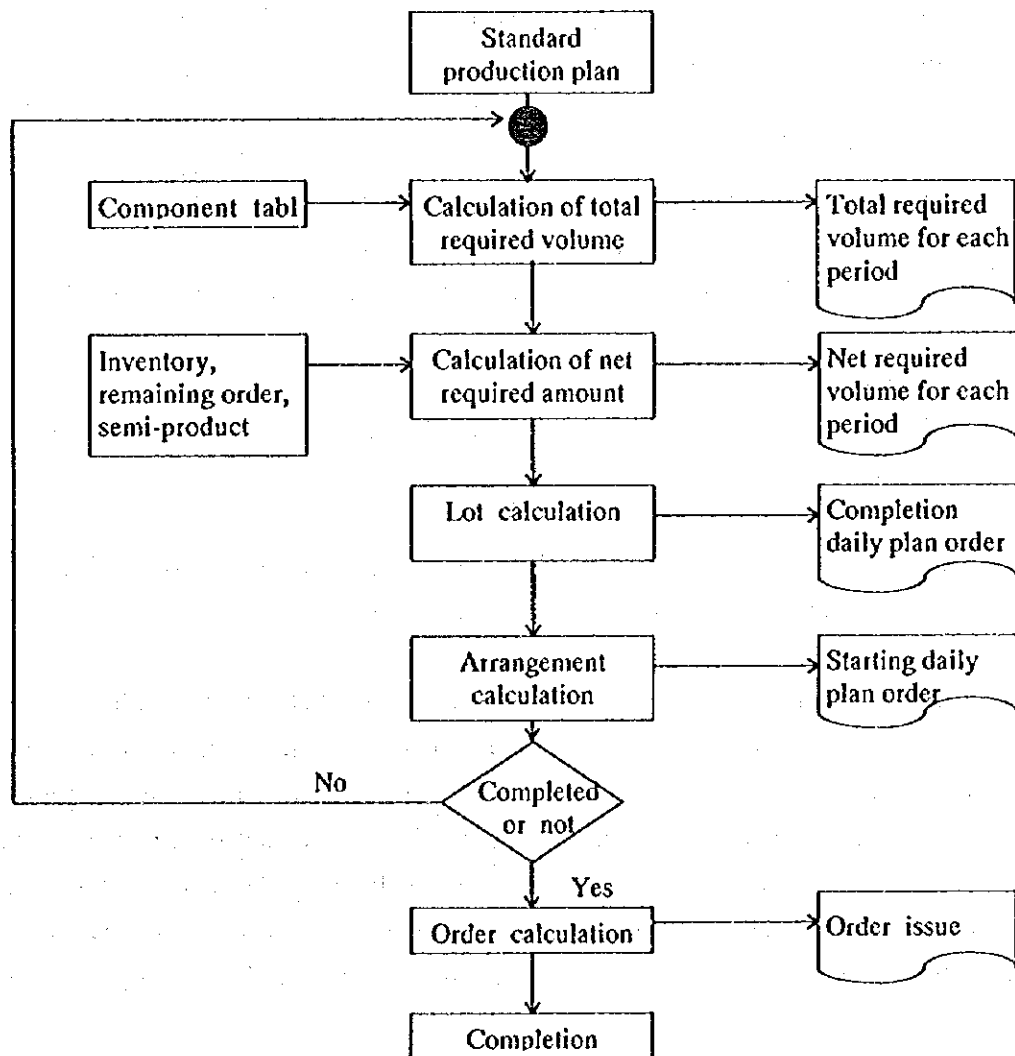 Standard
production plan
Component tabl
Calculation of total
required volume
Total required
volume for each
period
Inventory,
remaining order,
semi-product
Calculation of net
required amount
Net required
volume for each
period
Lot calculation
Completion
daily plan order
Arrangement
calculation
Starting daily
plan order
No
Completed
or not
Yes
Order calculation
Order issue
Completion